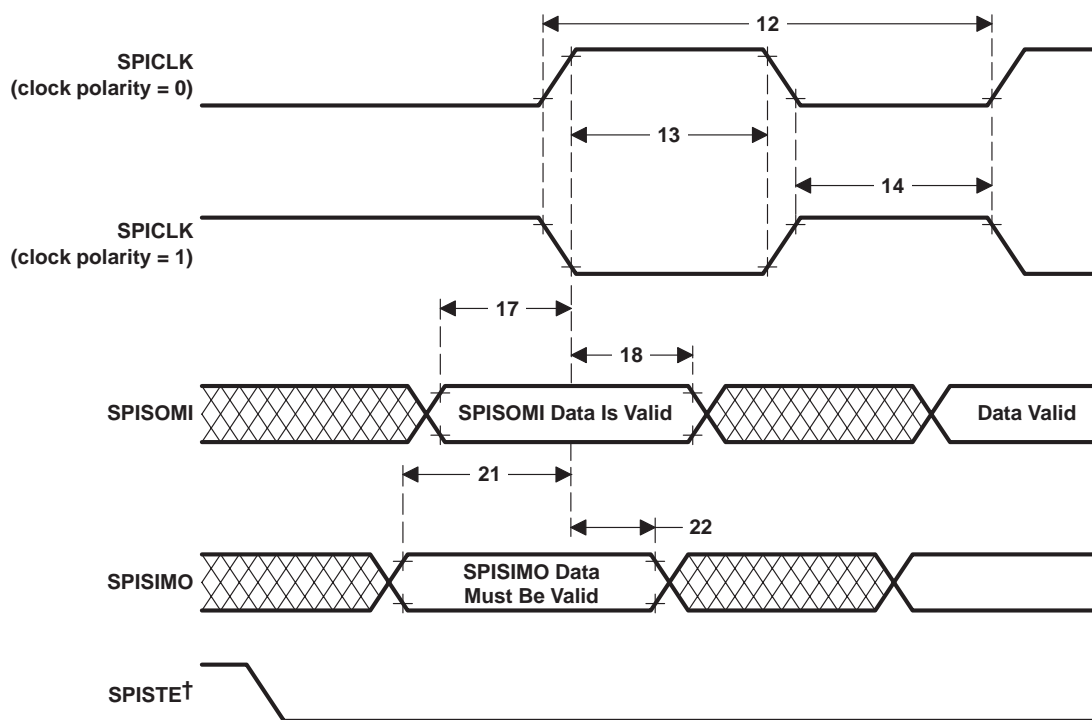 12
SPICLK
(clock polarity = 0)
13
14
SPICLK
(clock polarity = 1)
17
18
SPISOMI
SPISOMI Data Is Valid
Data Valid
21
22
SPISIMO
SPISIMO Data
Must Be Valid
SPISTE†